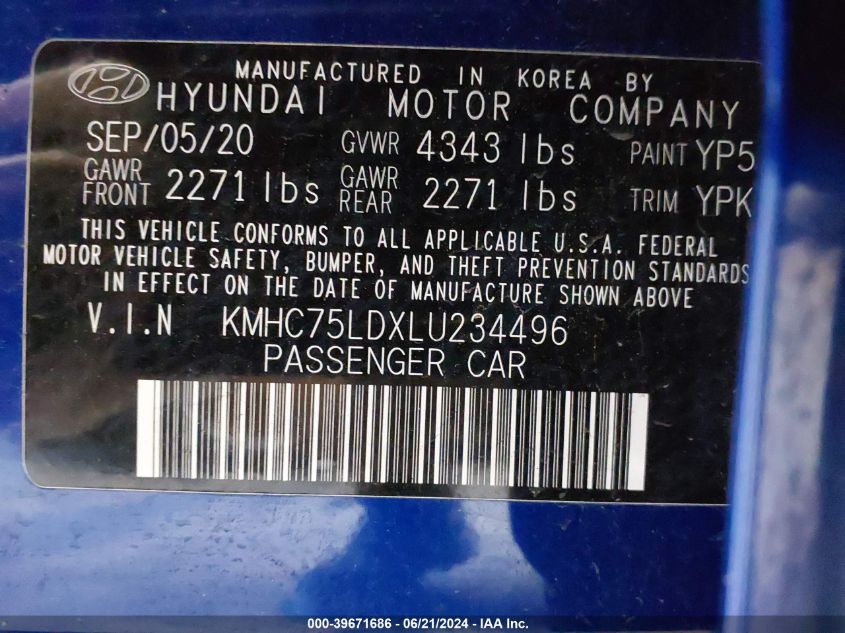 MANUFACTURED IN KOREA BY
HYUNDAI MOTOR COMPANY
SEP/05/20 GVWR 4343 lbs PAINT YP5
GAWR FRONT 2271 lbs GAWR REAR 2271 lbs TRIM YPK
THIS VEHICLE CONFORMS TO ALL APPLICABLE U.S.A. FEDERAL
MOTOR VEHICLE SAFETY, BUMPER, AND THEFT PREVENTION STANDARDS
IN EFFECT ON THE DATE OF MANUFACTURE SHOWN ABOVE
V.I.N KMHC75LDXLU234496
PASSENGER CAR
000-39671686 - 06/21/2024 - IAA Inc.